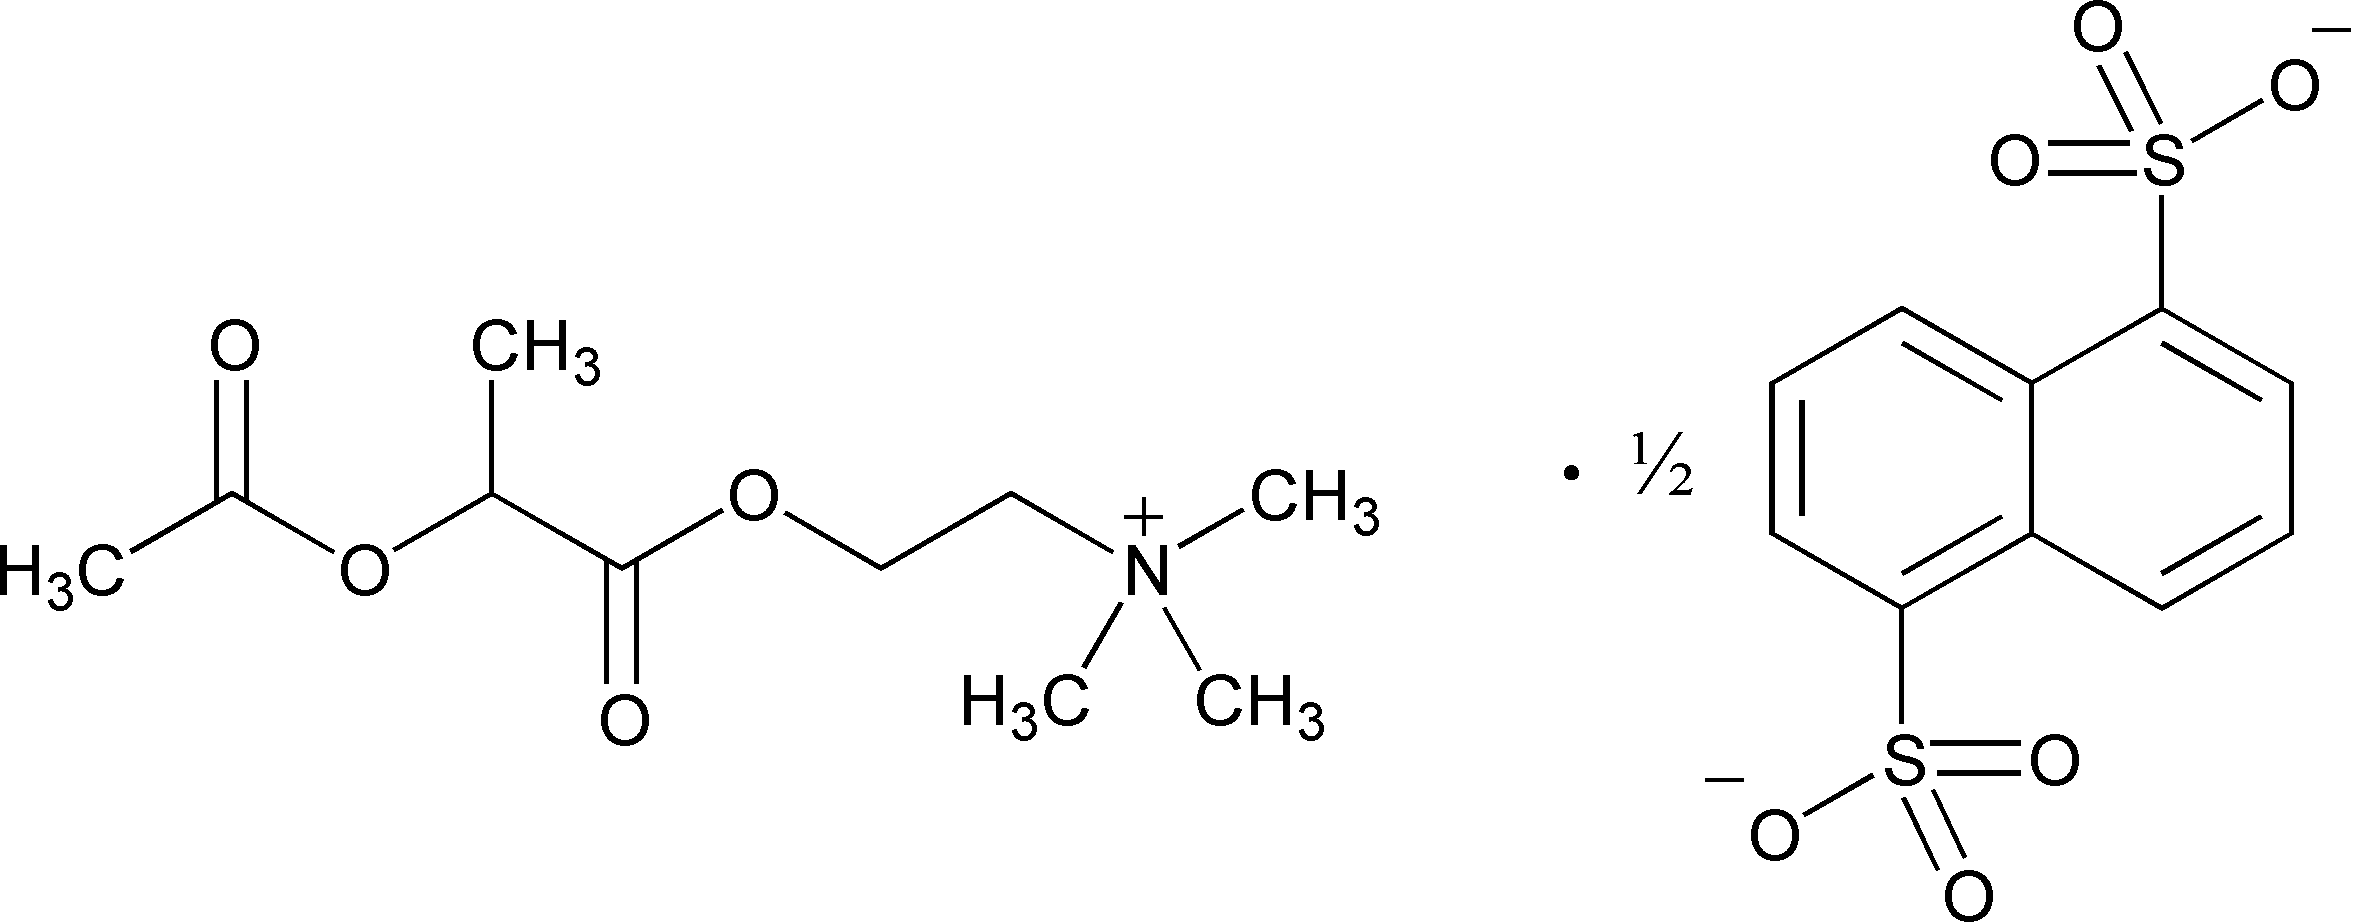 O −
O
O S
O CH3
O + CH3 · ½
H3C O N
H3C CH3
O
− S O
O
O